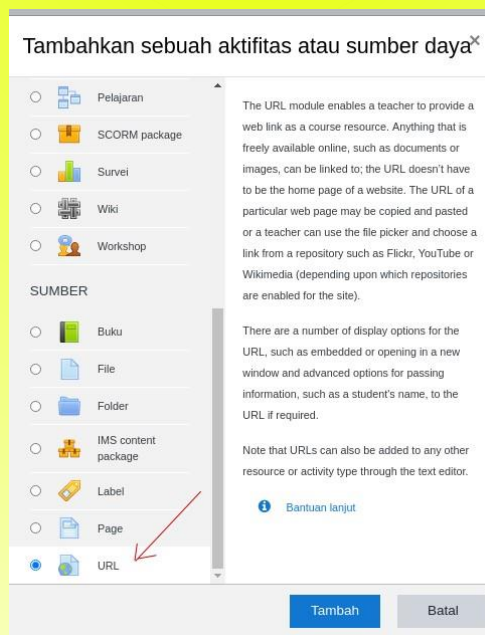 Tambahkan sebuah aktifitas atau sumber daya ×
Pelajaran
SCORM package
Survei
Wiki
Workshop
SUMBER
Buku
File
Folder
IMS content
package
Label
Page
URL
The URL module enables a teacher to provide a
web link as a course resource. Anything that is
freely available online, such as documents or
images, can be linked to; the URL doesn't have
to be the home page of a website. The URL of a
particular web page may be copied and pasted
or a teacher can use the file picker and choose a
link from a repository such as Flickr, YouTube or
Wikimedia (depending upon which repositories
are enabled for the site).
There are a number of display options for the
URL, such as embedded or opening in a new
window and advanced options for passing
information, such as a student's name, to the
URL if required.
Note that URLs can also be added to any other
resource or activity type through the text editor.
Bantuan lanjut
Tambah
Batal